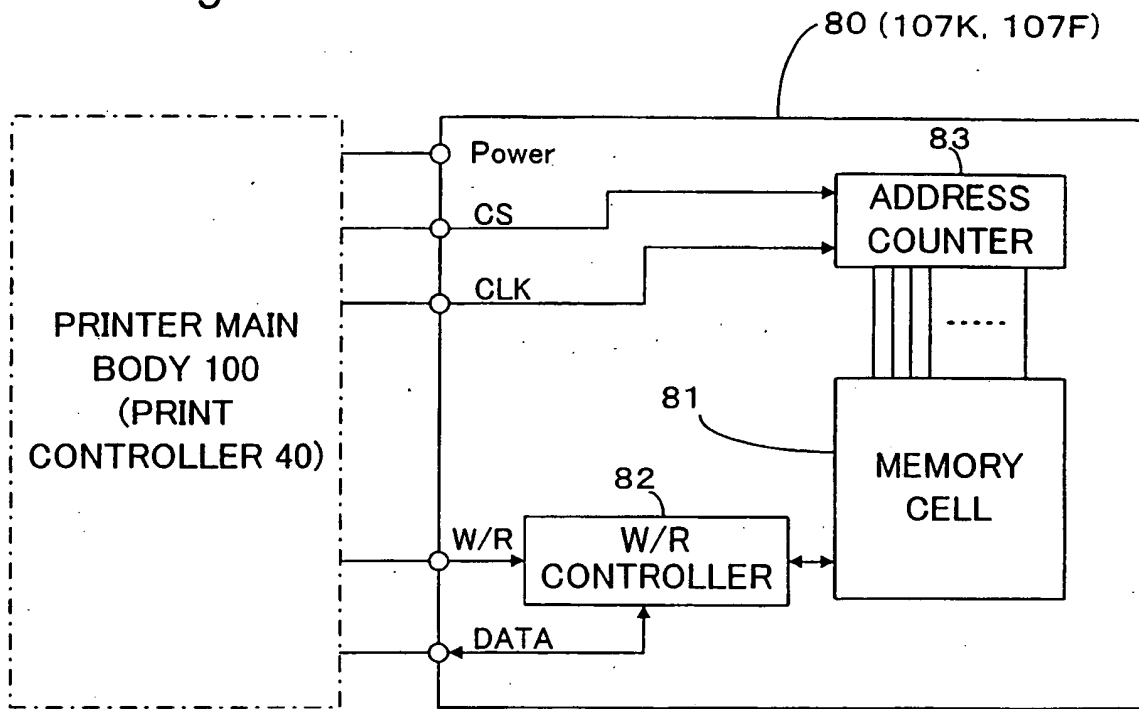 80 (107K, 107F)
Power
83
CS
ADDRESS
COUNTER
CLK
PRINTER MAIN
BODY 100
(PRINT
CONTROLLER 40)
81
MEMORY
CELL
82
W/R
W/R
CONTROLLER
DATA